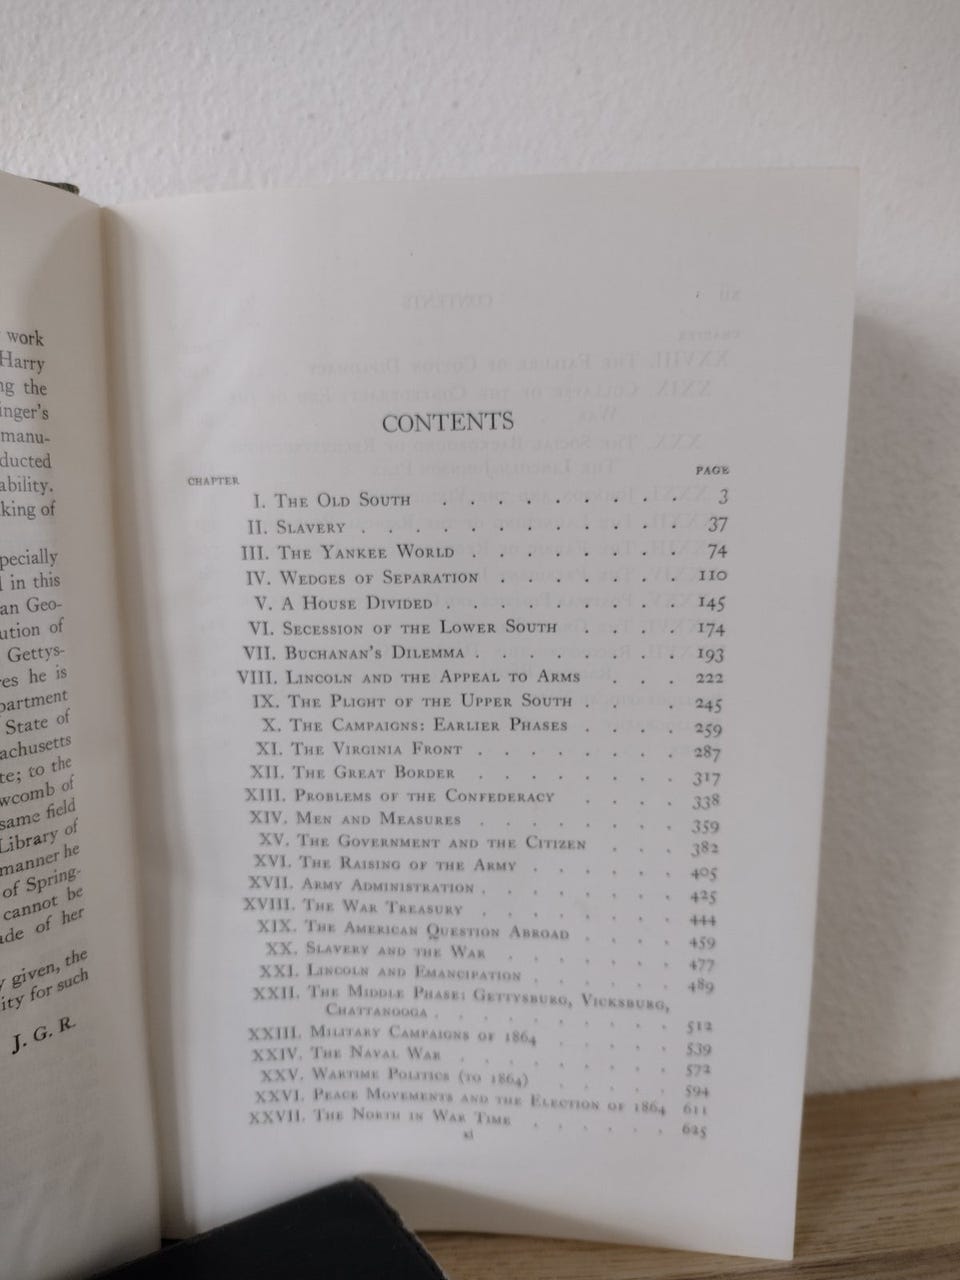 work
Harry
ng the
inger's
manu-
ducted
ability.
king of
pecially
in this
an Geo-
ution of
Gettys-
res he is
partment
State of
achusetts
te; to the
wcomb of
same field
Library of
manner he
of Spring-
cannot be
ade of her
y given, the
ity for such
J. G. R.
CONTENTS
CHAPTER PAGE
I. THE OLD SOUTH . . . . . . . . . 3
II. SLAVERY . . . . . . . . . . . . 37
III. THE YANKEE WORLD . . . . . . . . 74
IV. WEDGES OF SEPARATION . . . . . . . 110
V. A HOUSE DIVIDED . . . . . . . . . 145
VI. SECESSION OF THE LOWER SOUTH . . . . 174
VII. BUCHANAN'S DILEMMA . . . . . . . . 193
VIII. LINCOLN AND THE APPEAL TO ARMS . . . 222
IX. THE PLIGHT OF THE UPPER SOUTH . . . . 245
X. THE CAMPAIGNS: EARLIER PHASES . . . . 259
XI. THE VIRGINIA FRONT . . . . . . . . 287
XII. THE GREAT BORDER . . . . . . . . 317
XIII. PROBLEMS OF THE CONFEDERACY . . . . 338
XIV. MEN AND MEASURES . . . . . . . . 359
XV. THE GOVERNMENT AND THE CITIZEN . . . 382
XVI. THE RAISING OF THE ARMY . . . . . . 405
XVII. ARMY ADMINISTRATION . . . . . . . . 425
XVIII. THE WAR TREASURY . . . . . . . . 444
XIX. THE AMERICAN QUESTION ABROAD . . . . 459
XX. SLAVERY AND THE WAR . . . . . . . 477
XXI. LINCOLN AND EMANCIPATION . . . . . . 489
XXII. THE MIDDLE PHASE: GETTYSBURG, VICKSBURG,
CHATTANOOGA . . . . . . . . . . 512
XXIII. MILITARY CAMPAIGNS OF 1864 . . . . . 539
XXIV. THE NAVAL WAR . . . . . . . . . 572
XXV. WARTIME POLITICS (TO 1864) . . . . . 594
XXVI. PEACE MOVEMENTS AND THE ELECTION OF 1864 611
XXVII. THE NORTH IN WAR TIME . . . . . . 625
xi